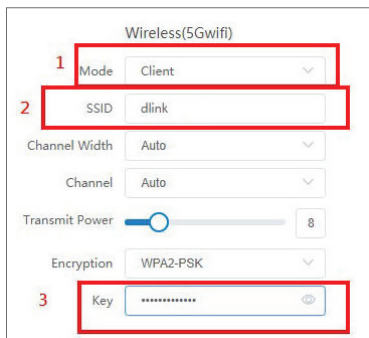 Wireless(5Gwifi)
1 Mode Client
2 SSID dlink
Channel Width Auto
Channel Auto
Transmit Power 8
Encryption WPA2-PSK
3 Key •••••••••••••